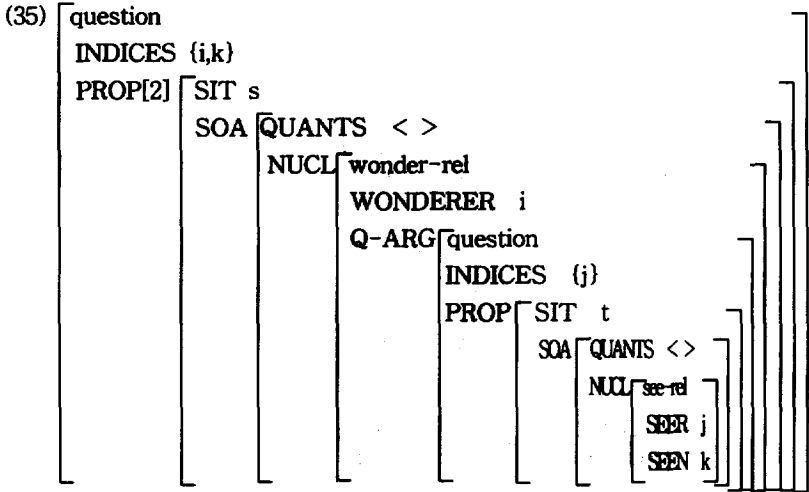 (35) question
INDICES {i,k}
PROP[2] SIT s
SOA QUANTS < >
NUCL wonder-rel
WONDERER i
Q-ARG question
INDICES {j}
PROP SIT t
SOA QUANTS < >
NUCL see-rel
SEER j
SEEN k